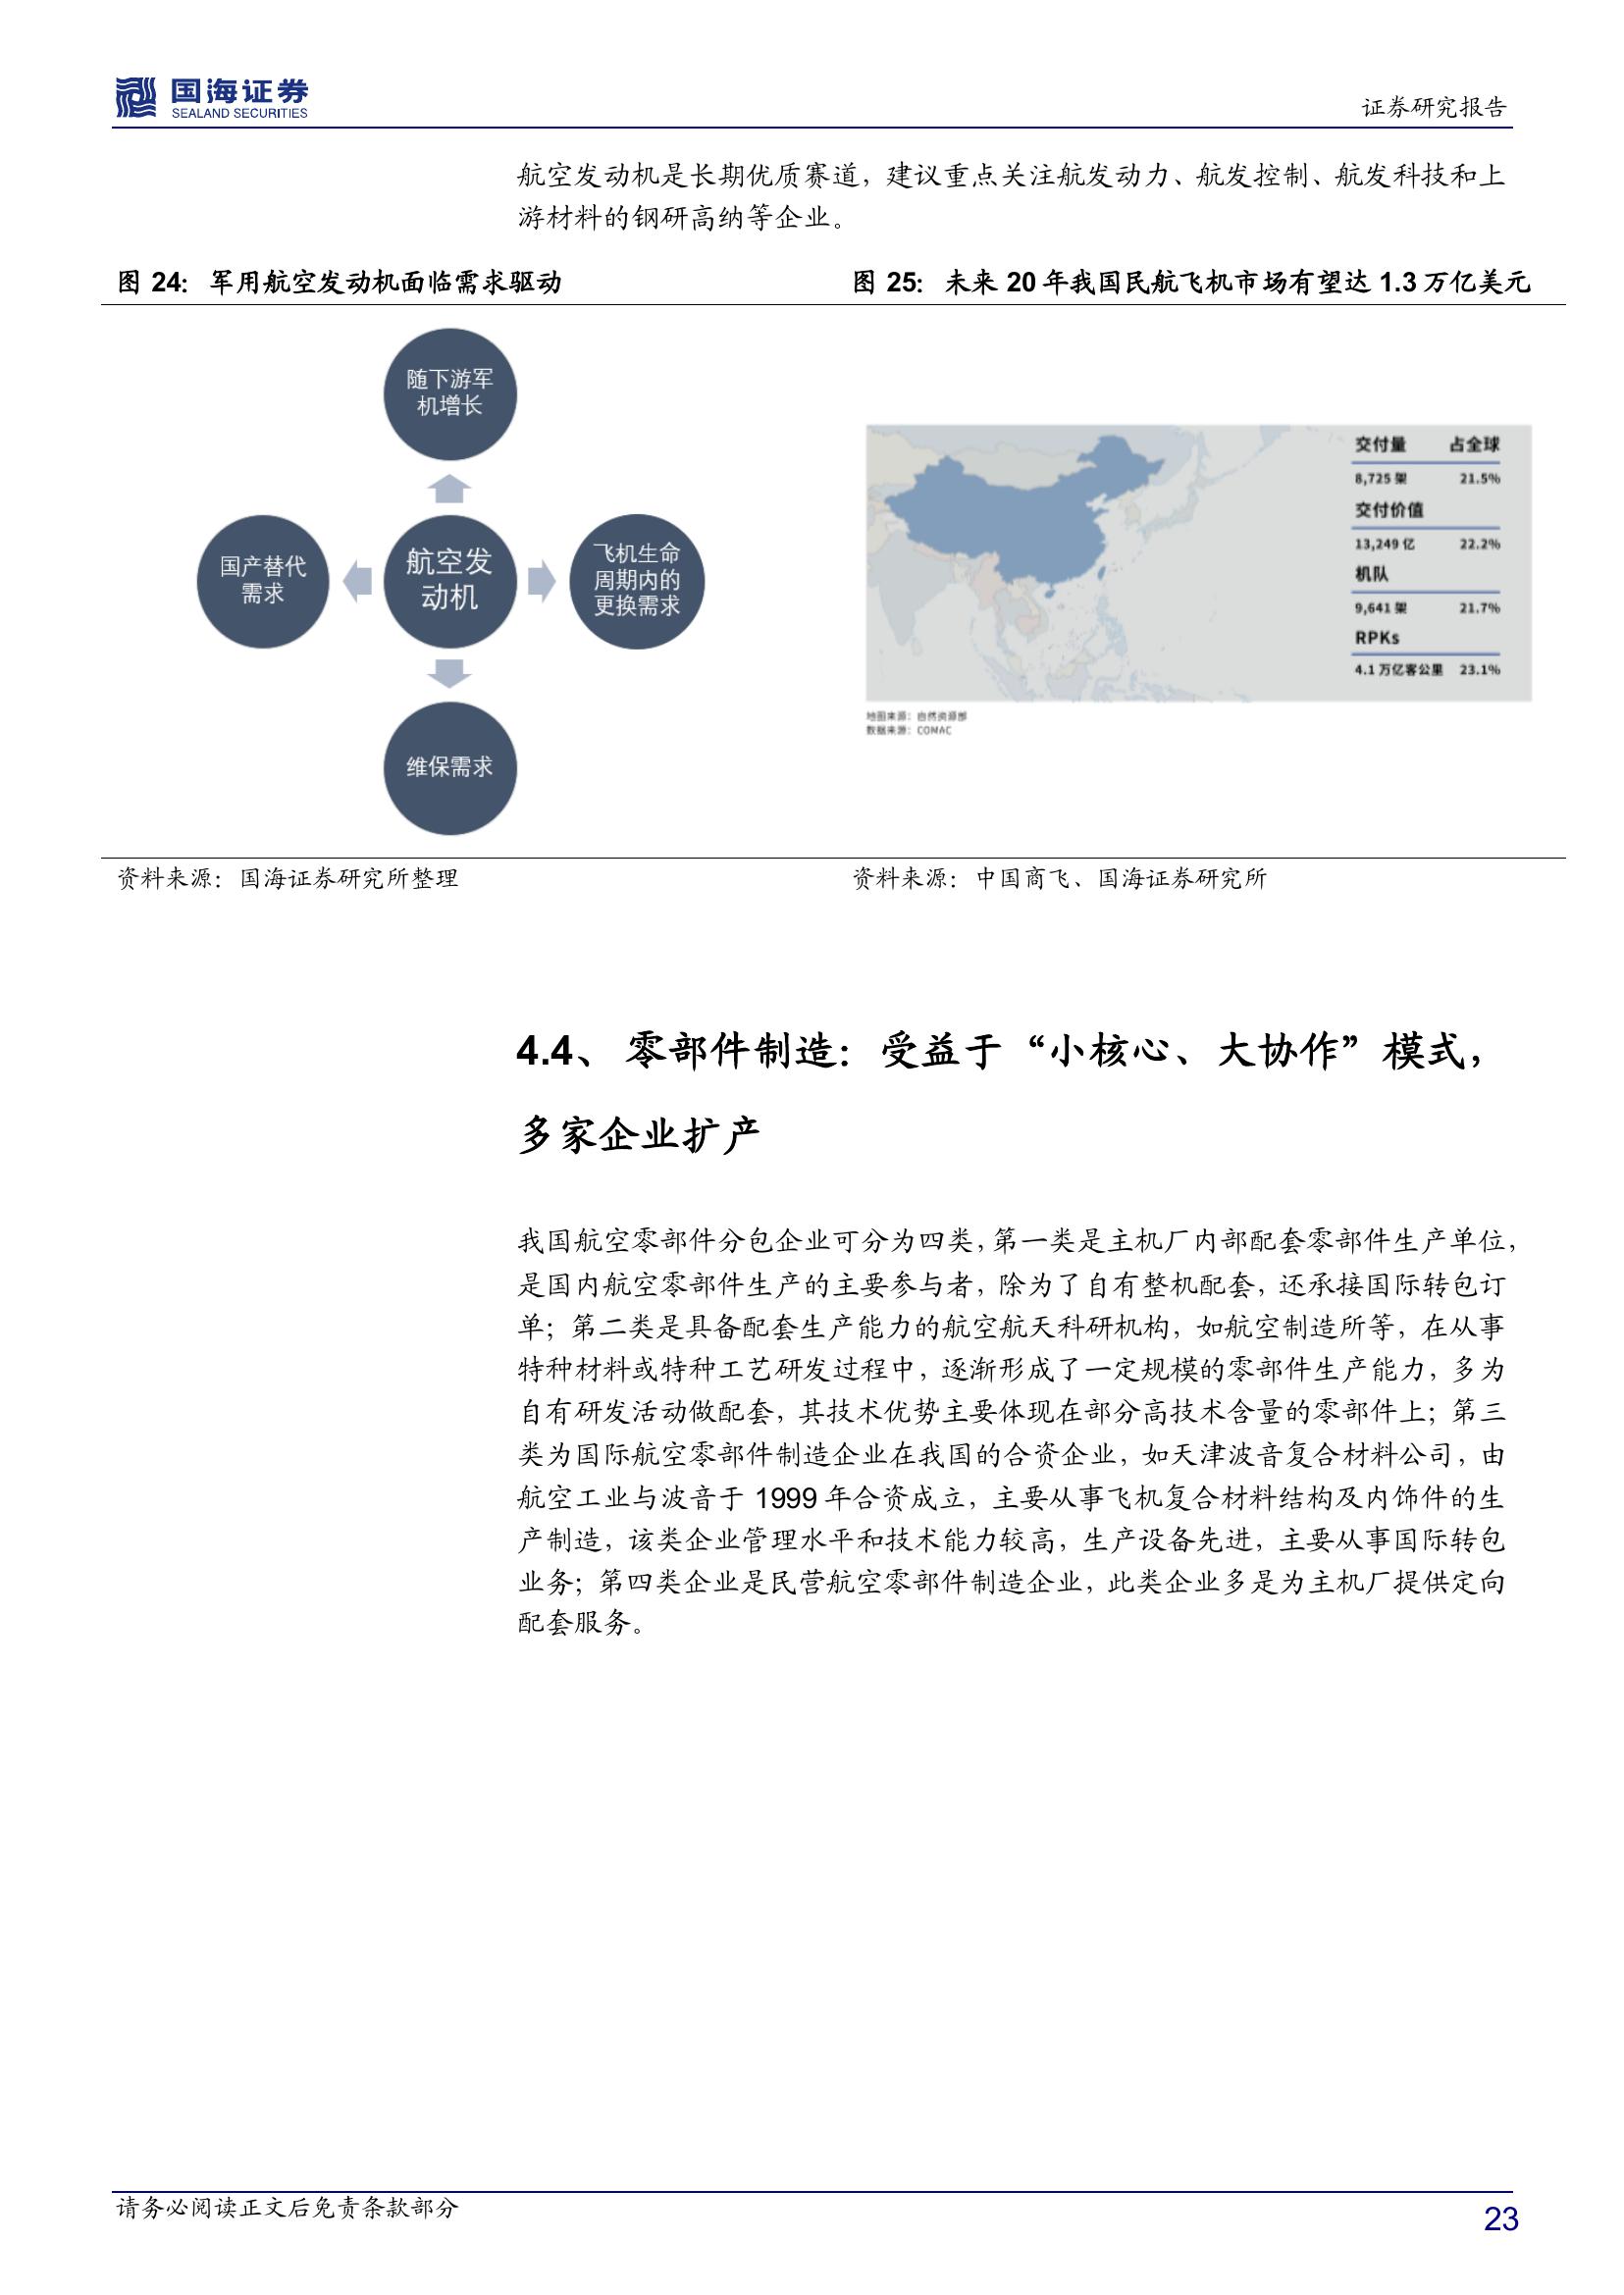 国海证券
SEALAND SECURITIES
证券研究报告
航空发动机是长期优质赛道，建议重点关注航发动力、航发控制、航发科技和上
游材料的钢研高纳等企业。
图 24：军用航空发动机面临需求驱动
随下游军
机增长
国产替代
需求
航空发
动机
飞机生命
周期内的
更换需求
维保需求
资料来源：国海证券研究所整理
图 25：未来 20 年我国民航飞机市场有望达 1.3 万亿美元
交付量 占全球
8,725 架 21.5%
交付价值
13,249 亿 22.2%
机队
9,641 架 21.7%
RPKs
4.1 万亿客公里 23.1%
地图来源：自然资源部
数据来源：COMAC
资料来源：中国商飞、国海证券研究所
4.4、 零部件制造：受益于“小核心、大协作”模式，
多家企业扩产
我国航空零部件分包企业可分为四类，第一类是主机厂内部配套零部件生产单位，
是国内航空零部件生产的主要参与者，除为了自有整机配套，还承接国际转包订
单；第二类是具备配套生产能力的航空航天科研机构，如航空制造所等，在从事
特种材料或特种工艺研发过程中，逐渐形成了一定规模的零部件生产能力，多为
自有研发活动做配套，其技术优势主要体现在部分高技术含量的零部件上；第三
类为国际航空零部件制造企业在我国的合资企业，如天津波音复合材料公司，由
航空工业与波音于 1999 年合资成立，主要从事飞机复合材料结构及内饰件的生
产制造，该类企业管理水平和技术能力较高，生产设备先进，主要从事国际转包
业务；第四类企业是民营航空零部件制造企业，此类企业多是为主机厂提供定向
配套服务。
请务必阅读正文后免责条款部分
23